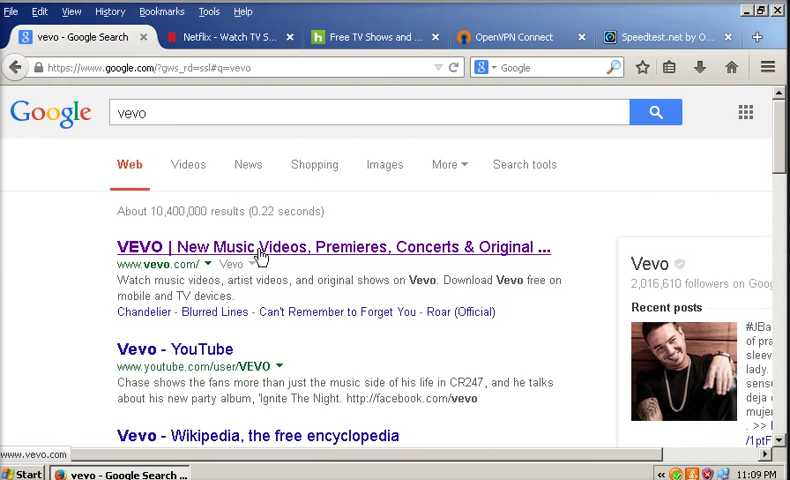 File Edit View History Bookmarks Tools Help
vevo - Google Search
Netflix - Watch TV S...
Free TV Shows and ...
OpenVPN Connect
Speedtest.net by O...
https://www.google.com/?gws_rd=ssl#q=vevo
Google
Google
vevo
Web Videos News Shopping Images More Search tools
About 10,400,000 results (0.22 seconds)
VEVO | New Music Videos, Premieres, Concerts & Original ...
www.vevo.com/ Vevo
Watch music videos, artist videos, and original shows on Vevo. Download Vevo free on
mobile and TV devices.
Chandelier - Blurred Lines - Can't Remember to Forget You - Roar (Official)
Vevo - YouTube
www.youtube.com/user/VEVO
Chase shows the fans more than just the music side of his life in CR247, and he talks
about his new party album, 'Ignite The Night. http://facebook.com/vevo
Vevo - Wikipedia, the free encyclopedia
Vevo
2,016,610 followers on Goog
Recent posts
#JBa
of pra
sleev
lady.
sensu
deja d
mujer
. >> 
/1ptF
www.vevo.com
Start
vevo - Google Search ...
11:09 PM